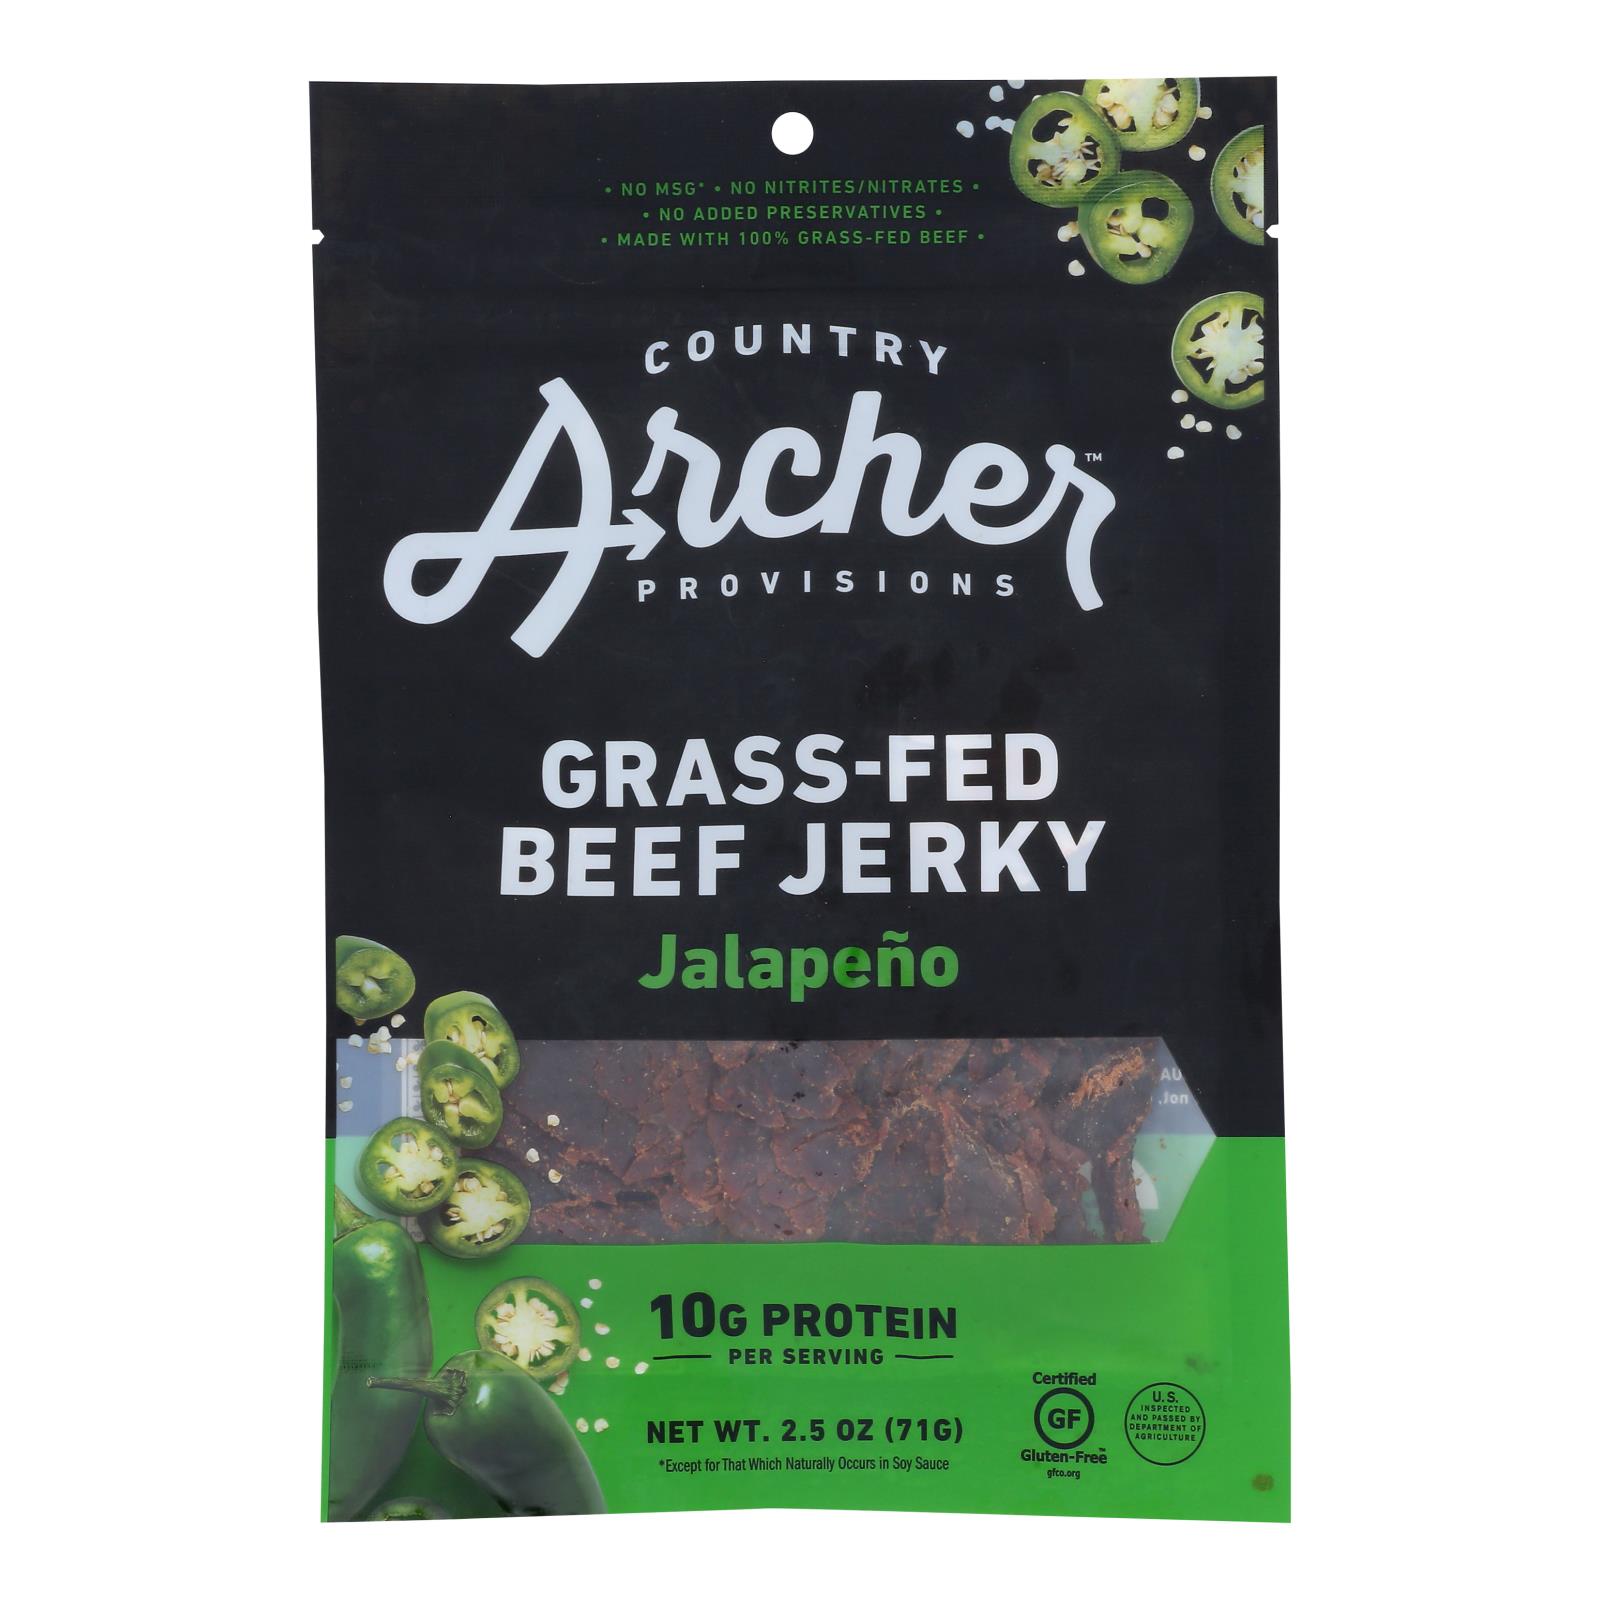 • NO MSG* • NO NITRITES/NITRATES •
• NO ADDED PRESERVATIVES •
• MADE WITH 100% GRASS-FED BEEF •
COUNTRY
Archer™
PROVISIONS
GRASS-FED
BEEF JERKY
Jalapeño
10G PROTEIN
PER SERVING
NET WT. 2.5 OZ (71G)
*Except for That Which Naturally Occurs in Soy Sauce
Certified
GF
Gluten-Free™
gfco.org
U.S.
INSPECTED
AND PASSED BY
DEPARTMENT OF
AGRICULTURE